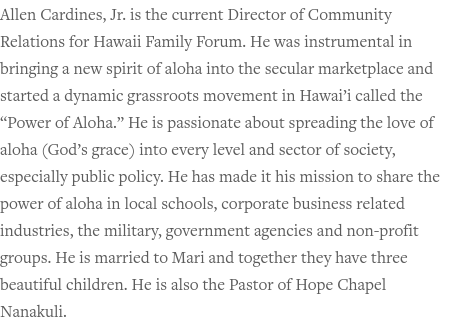 Allen Cardines, Jr. is the current Director of Community
Relations for Hawaii Family Forum. He was instrumental in
bringing a new spirit of aloha into the secular marketplace and
started a dynamic grassroots movement in Hawai’i called the
“Power of Aloha.” He is passionate about spreading the love of
aloha (God’s grace) into every level and sector of society,
especially public policy. He has made it his mission to share the
power of aloha in local schools, corporate business related
industries, the military, government agencies and non-profit
groups. He is married to Mari and together they have three
beautiful children. He is also the Pastor of Hope Chapel
Nanakuli.